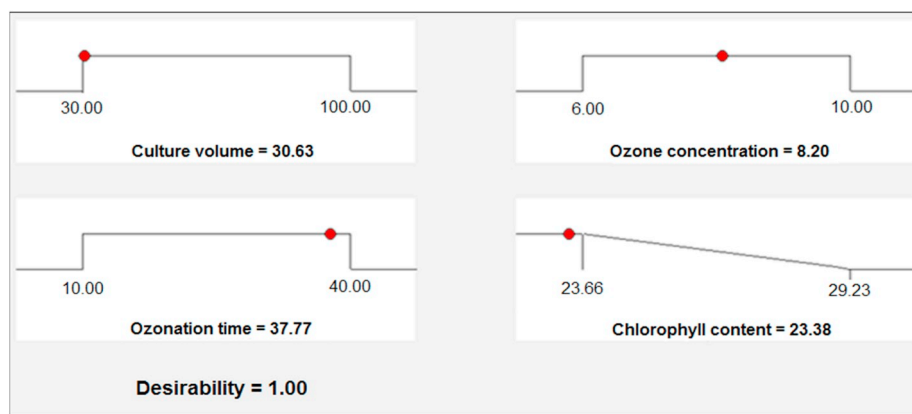 30.00 100.00
Culture volume = 30.63
6.00 10.00
Ozone concentration = 8.20
10.00 40.00
Ozonation time = 37.77
23.66 29.23
Chlorophyll content = 23.38
Desirability = 1.00